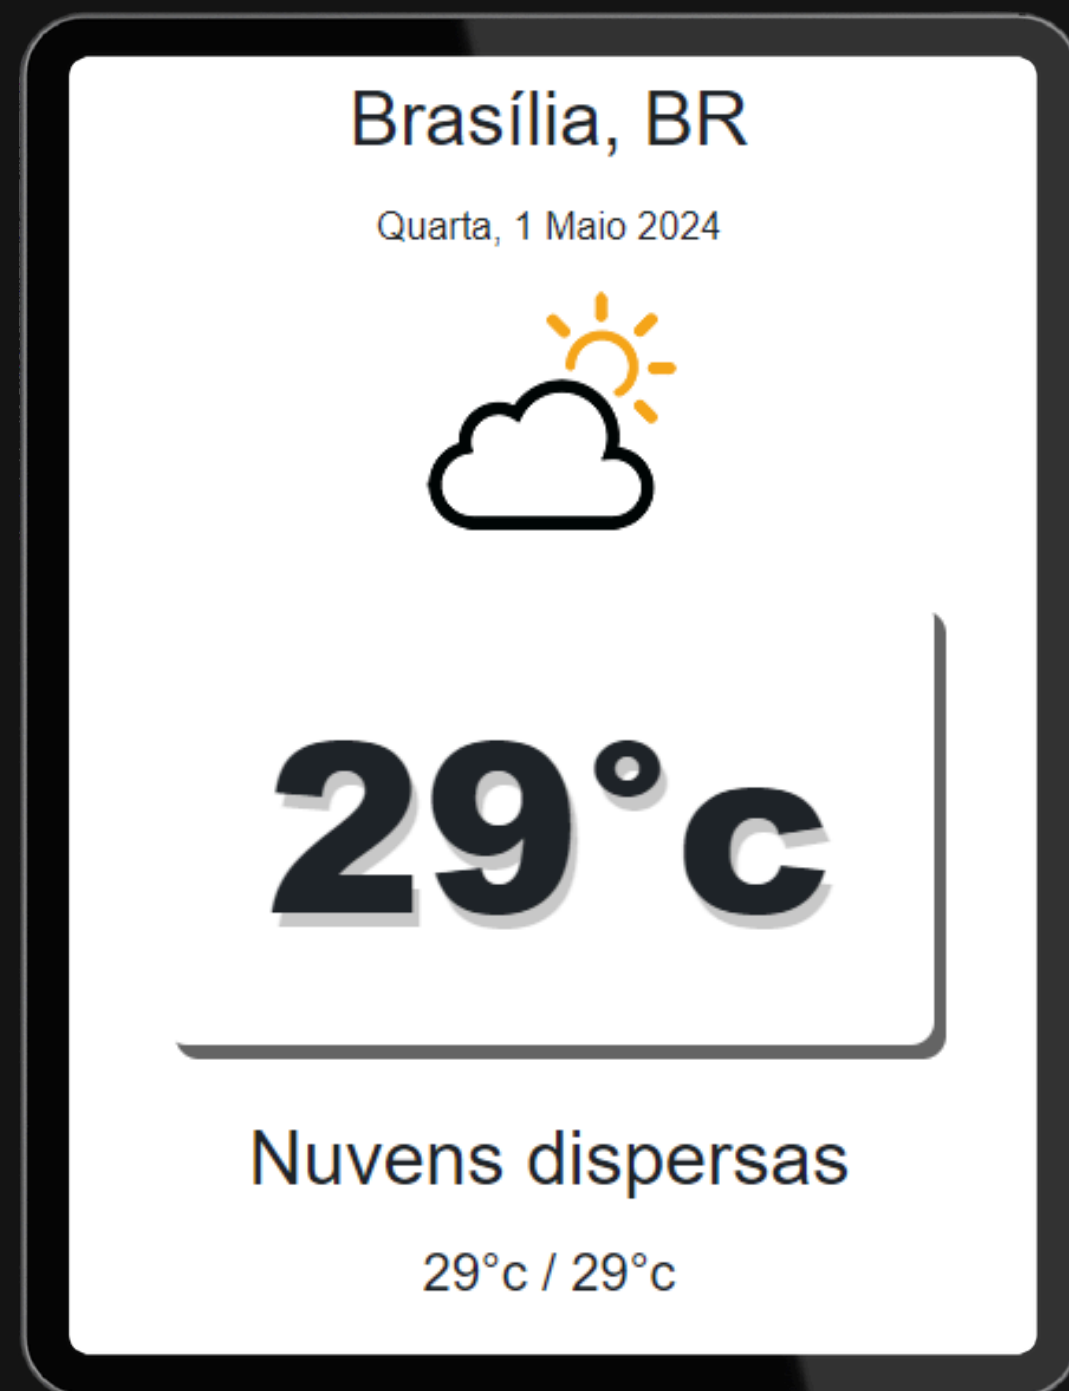 Brasília, BR
Quarta, 1 Maio 2024
29°c
Nuvens dispersas
29°c / 29°c